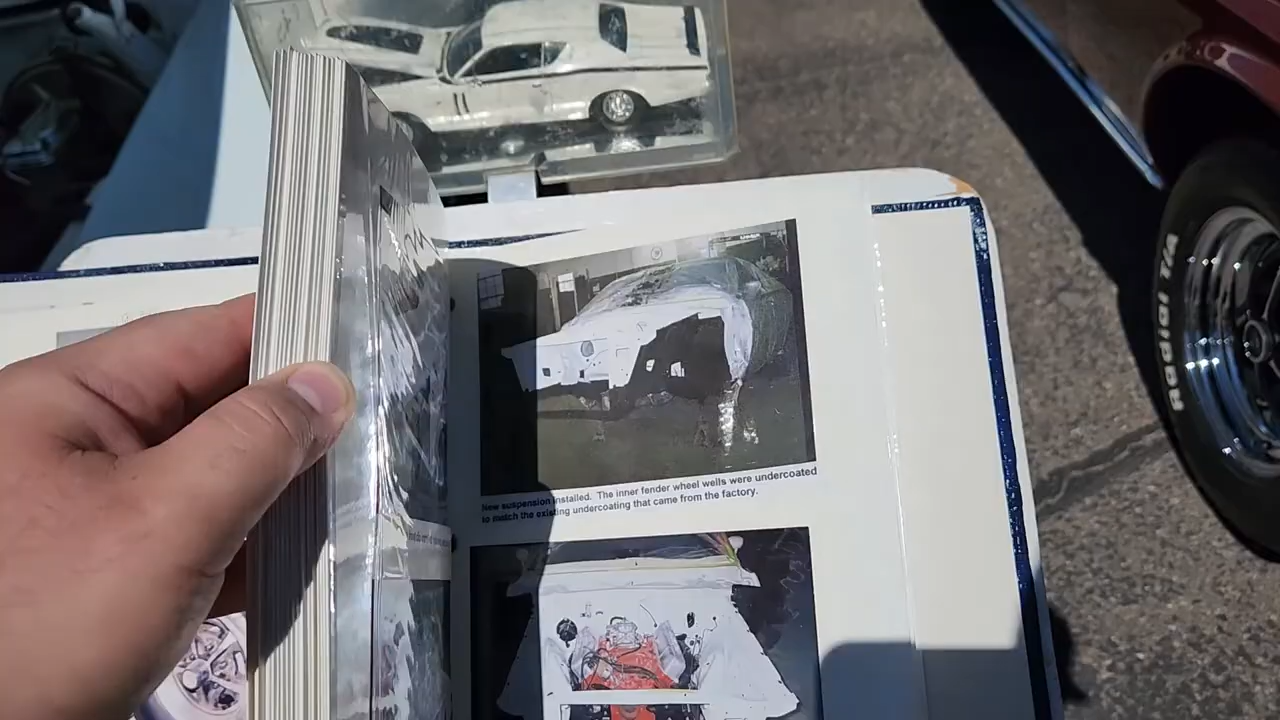 RADIAL T/A
New suspension installed. The inner fender wheel wells were undercoated
to match the existing undercoating that came from the factory.